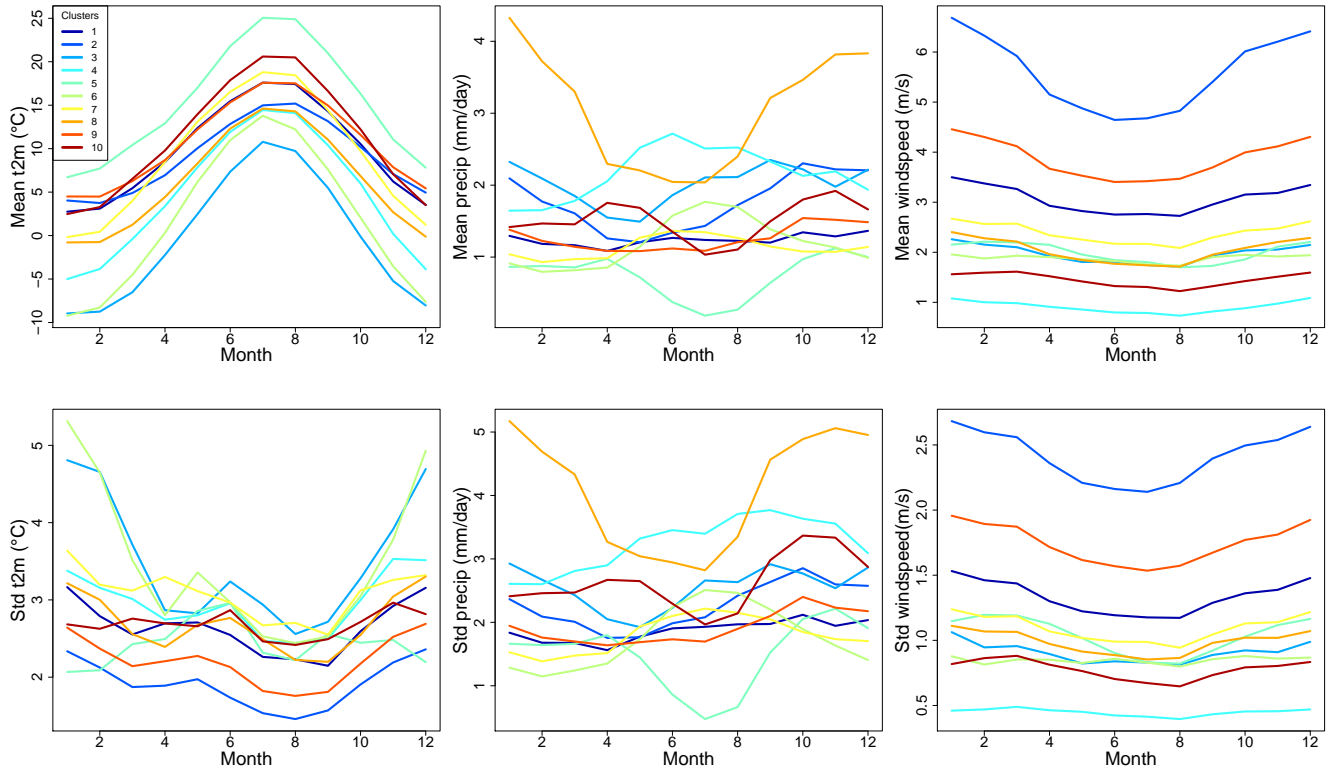 Clusters
1
2
3
4
5
6
7
8
9
10
Mean t2m (°C)
−10
−5
0
5
10
15
20
25
2 4 6 8 10 12
Month
Mean precip (mm/day)
1
2
3
4
2 4 6 8 10 12
Month
Mean windspeed (m/s)
1
2
3
4
5
6
2 4 6 8 10 12
Month
Std t2m (°C)
2
3
4
5
2 4 6 8 10 12
Month
Std precip (mm/day)
1
2
3
4
5
2 4 6 8 10 12
Month
Std windspeed(m/s)
0.5
1.0
1.5
2.0
2.5
2 4 6 8 10 12
Month